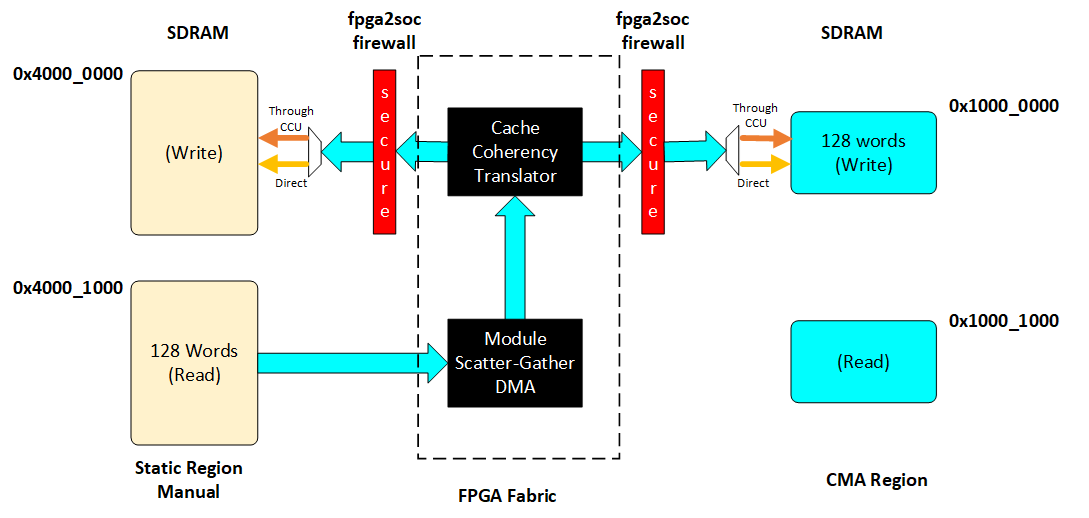 SDRAM
fpga2soc
firewall
fpga2soc
firewall
SDRAM
0x4000_0000
(Write)
Through
CCU
Direct
secure
Cache
Coherency
Translator
secure
Through
CCU
Direct
0x1000_0000
128 words
(Write)
0x4000_1000
128 Words
(Read)
Module
Scatter-Gather
DMA
0x1000_1000
(Read)
Static Region
Manual
FPGA Fabric
CMA Region